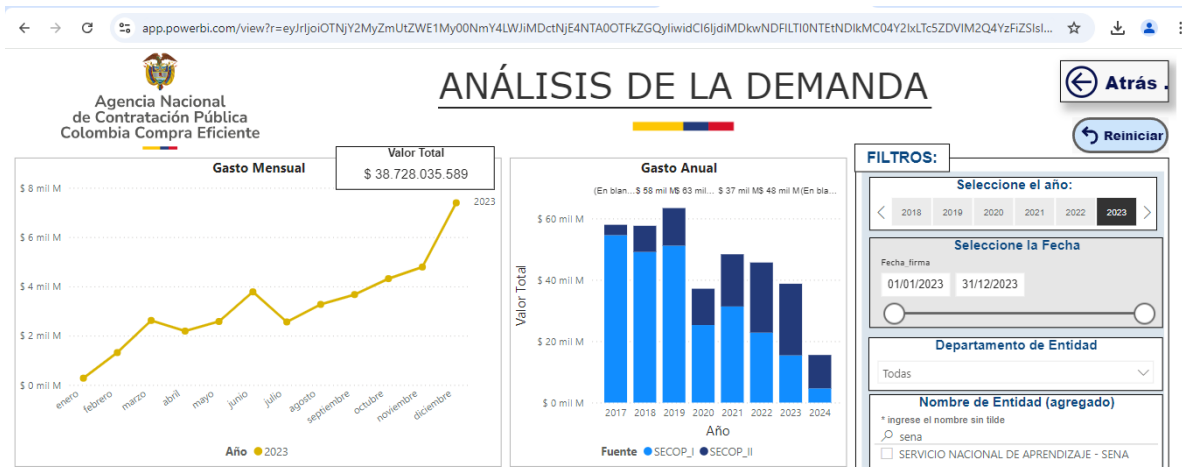 app.powerbi.com/view?r=eyJrIjoiOTNjY2MyZmUtZWE1My00NmY4LWJiMDctNjE4NTA0OTFkZGQyIiwidCI6IjdiMDkwNDFlLTI0NTEtNDlkMC04Y2IxLTc5ZDViM2Q4YzFiZSIsI...
Agencia Nacional
de Contratación Pública
Colombia Compra Eficiente
ANÁLISIS DE LA DEMANDA
Atrás .
Reiniciar
Gasto Mensual
Valor Total
$ 38.728.035.589
$ 8 mil M
$ 6 mil M
$ 4 mil M
$ 2 mil M
$ 0 mil M
2023
enero febrero marzo abril mayo junio julio agosto septiembre octubre noviembre diciembre
Año 2023
Gasto Anual
(En blan... $ 58 mil M $ 63 mil... $ 37 mil M $ 48 mil M (En bla...
Valor Total
$ 60 mil M
$ 40 mil M
$ 20 mil M
$ 0 mil M
2017 2018 2019 2020 2021 2022 2023 2024
Año
Fuente SECOP_I SECOP_II
FILTROS:
Seleccione el año:
2018 2019 2020 2021 2022 2023
Seleccione la Fecha
Fecha_firma
01/01/2023 31/12/2023
Departamento de Entidad
Todas
Nombre de Entidad (agregado)
* ingrese el nombre sin tilde
sena
SERVICIO NACIONAL DE APRENDIZAJE - SENA